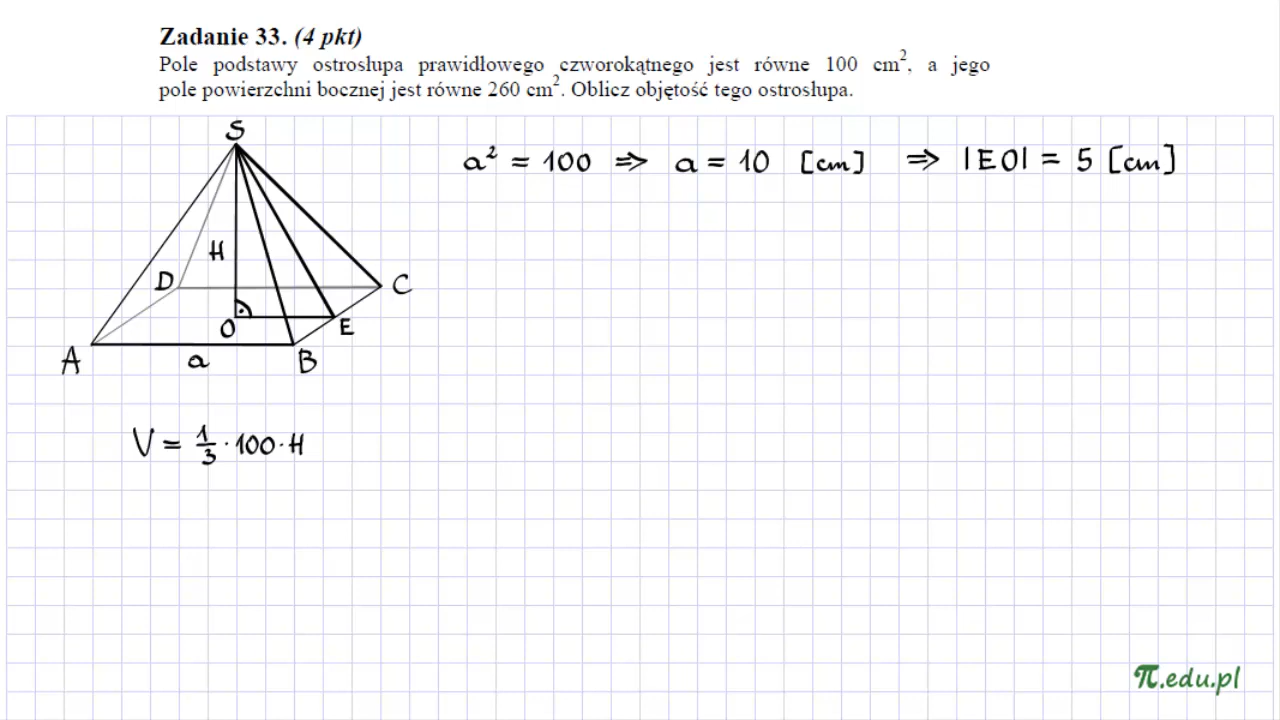 Zadanie 33. (4 pkt)
Pole podstawy ostrosłupa prawidłowego czworokątnego jest równe 100 cm², a jego
pole powierzchni bocznej jest równe 260 cm². Oblicz objętość tego ostrosłupa.
S
a² = 100 ⇒ a = 10 [cm] ⇒ |EO| = 5 [cm]
H
D
C
O
E
A
a
B
V = 1/3 · 100 · H
π.edu.pl